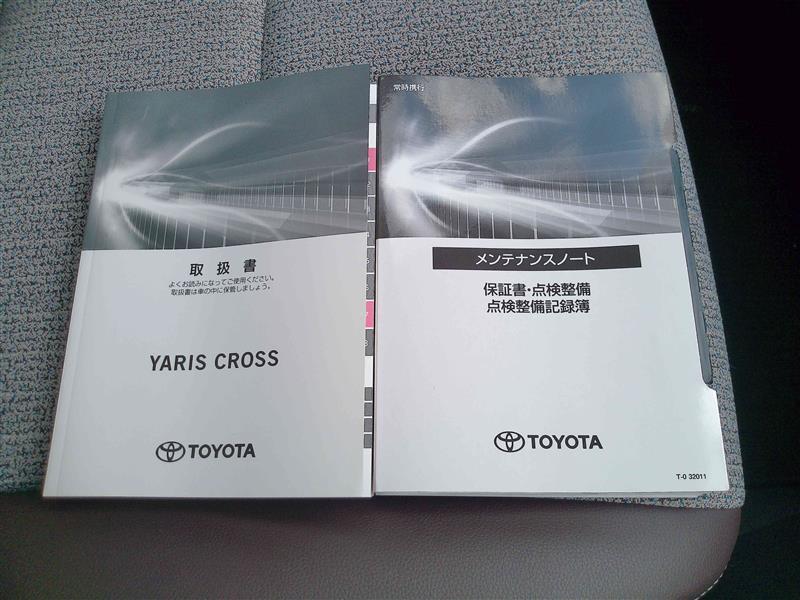 取扱書
よくお読みになってご使用ください。
取扱書は車の中に保管しましょう。
YARIS CROSS
TOYOTA
常時携行
メンテナンスノート
保証書・点検整備
点検整備記録簿
TOYOTA
T-0 32011